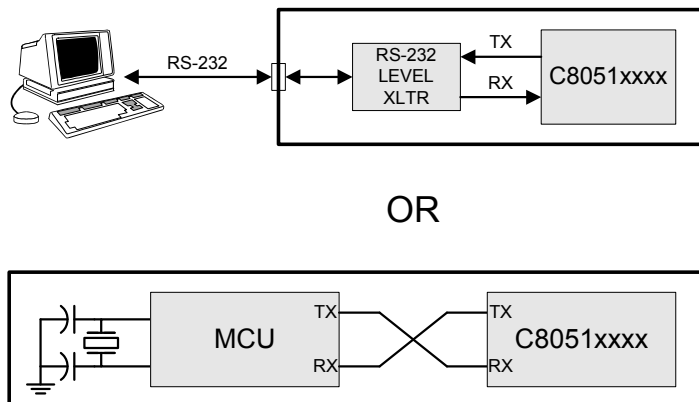 RS-232
RS-232
LEVEL
XLTR
TX
RX
C8051xxxx
OR
MCU
TX
RX
TX
RX
C8051xxxx